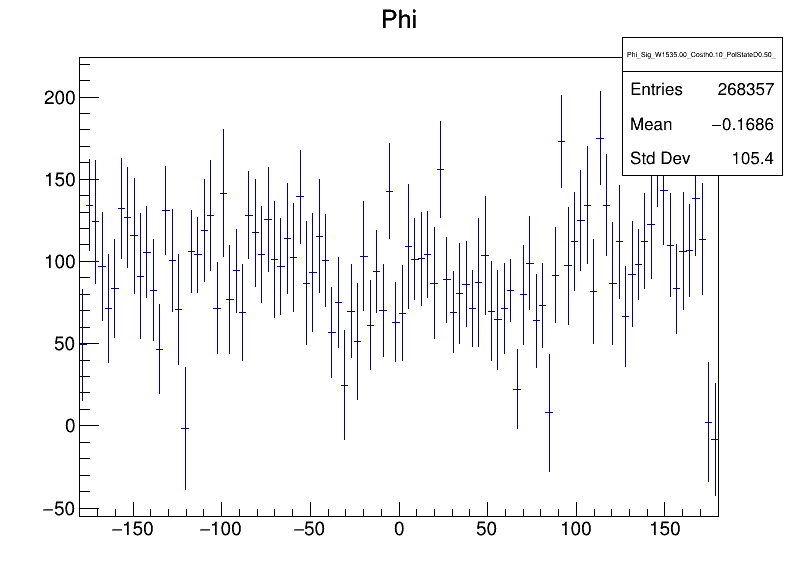 Phi
Phi_Sig_W1535.00_Costh0.10_PolStateD0.50_
Entries 268357
Mean −0.1686
Std Dev 105.4
200
150
100
50
0
−50
−150 −100 −50 0 50 100 150